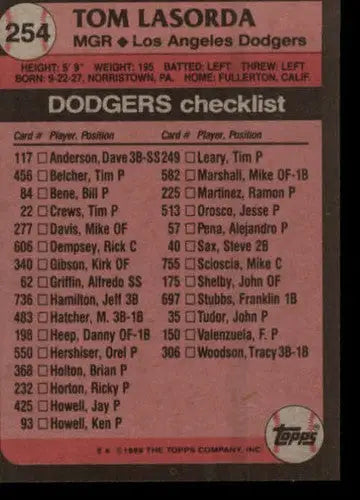 254
TOM LASORDA
MGR ◆ Los Angeles Dodgers
HEIGHT: 5' 9" WEIGHT: 195 BATTED: LEFT THREW: LEFT
BORN: 9-22-27, NORRISTOWN, PA. HOME: FULLERTON, CALIF.
DODGERS checklist
Card # Player, Position
117 □ Anderson, Dave 3B-SS
456 □ Belcher, Tim P
84 □ Bene, Bill P
22 □ Crews, Tim P
277 □ Davis, Mike OF
606 □ Dempsey, Rick C
340 □ Gibson, Kirk OF
62 □ Griffin, Alfredo SS
736 □ Hamilton, Jeff 3B
483 □ Hatcher, M. 3B-1B
198 □ Heep, Danny OF-1B
550 □ Hershiser, Orel P
368 □ Holton, Brian P
232 □ Horton, Ricky P
425 □ Howell, Jay P
93 □ Howell, Ken P
Card # Player, Position
249 □ Leary, Tim P
582 □ Marshall, Mike OF-1B
225 □ Martinez, Ramon P
513 □ Orosco, Jesse P
57 □ Pena, Alejandro P
40 □ Sax, Steve 2B
755 □ Scioscia, Mike C
175 □ Shelby, John OF
697 □ Stubbs, Franklin 1B
35 □ Tudor, John P
150 □ Valenzuela, F. P
306 □ Woodson, Tracy 3B-1B
topps
©1989 THE TOPPS COMPANY, INC.